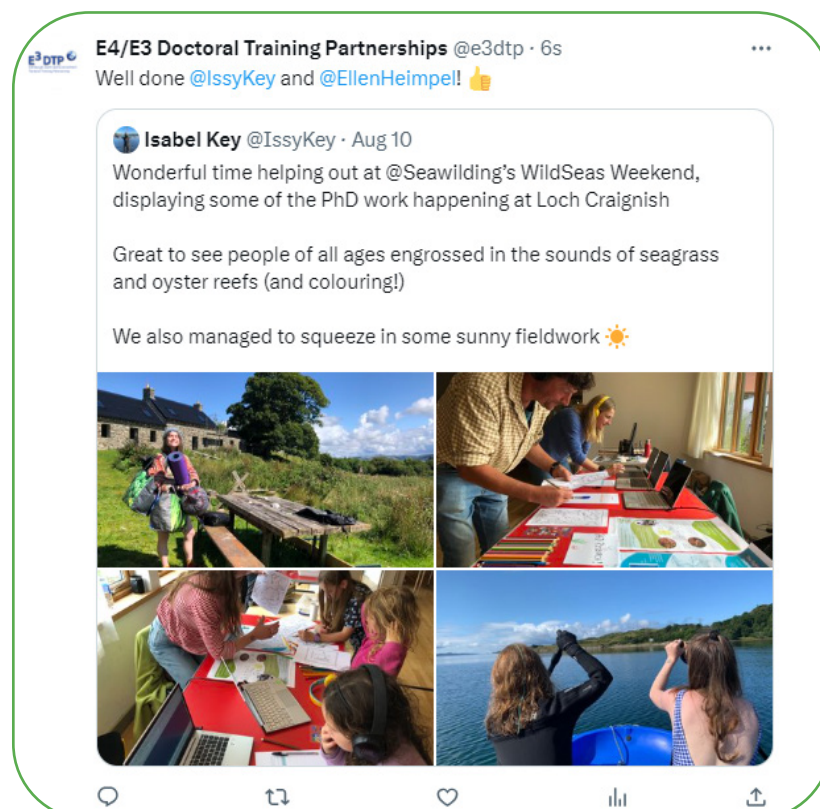 E3 DTP
E4/E3 Doctoral Training Partnerships @e3dtp · 6s
Well done @IssyKey and @EllenHeimpel! 👍
Isabel Key @IssyKey · Aug 10
Wonderful time helping out at @Seawilding's WildSeas Weekend,
displaying some of the PhD work happening at Loch Craignish
Great to see people of all ages engrossed in the sounds of seagrass
and oyster reefs (and colouring!)
We also managed to squeeze in some sunny fieldwork ☀️